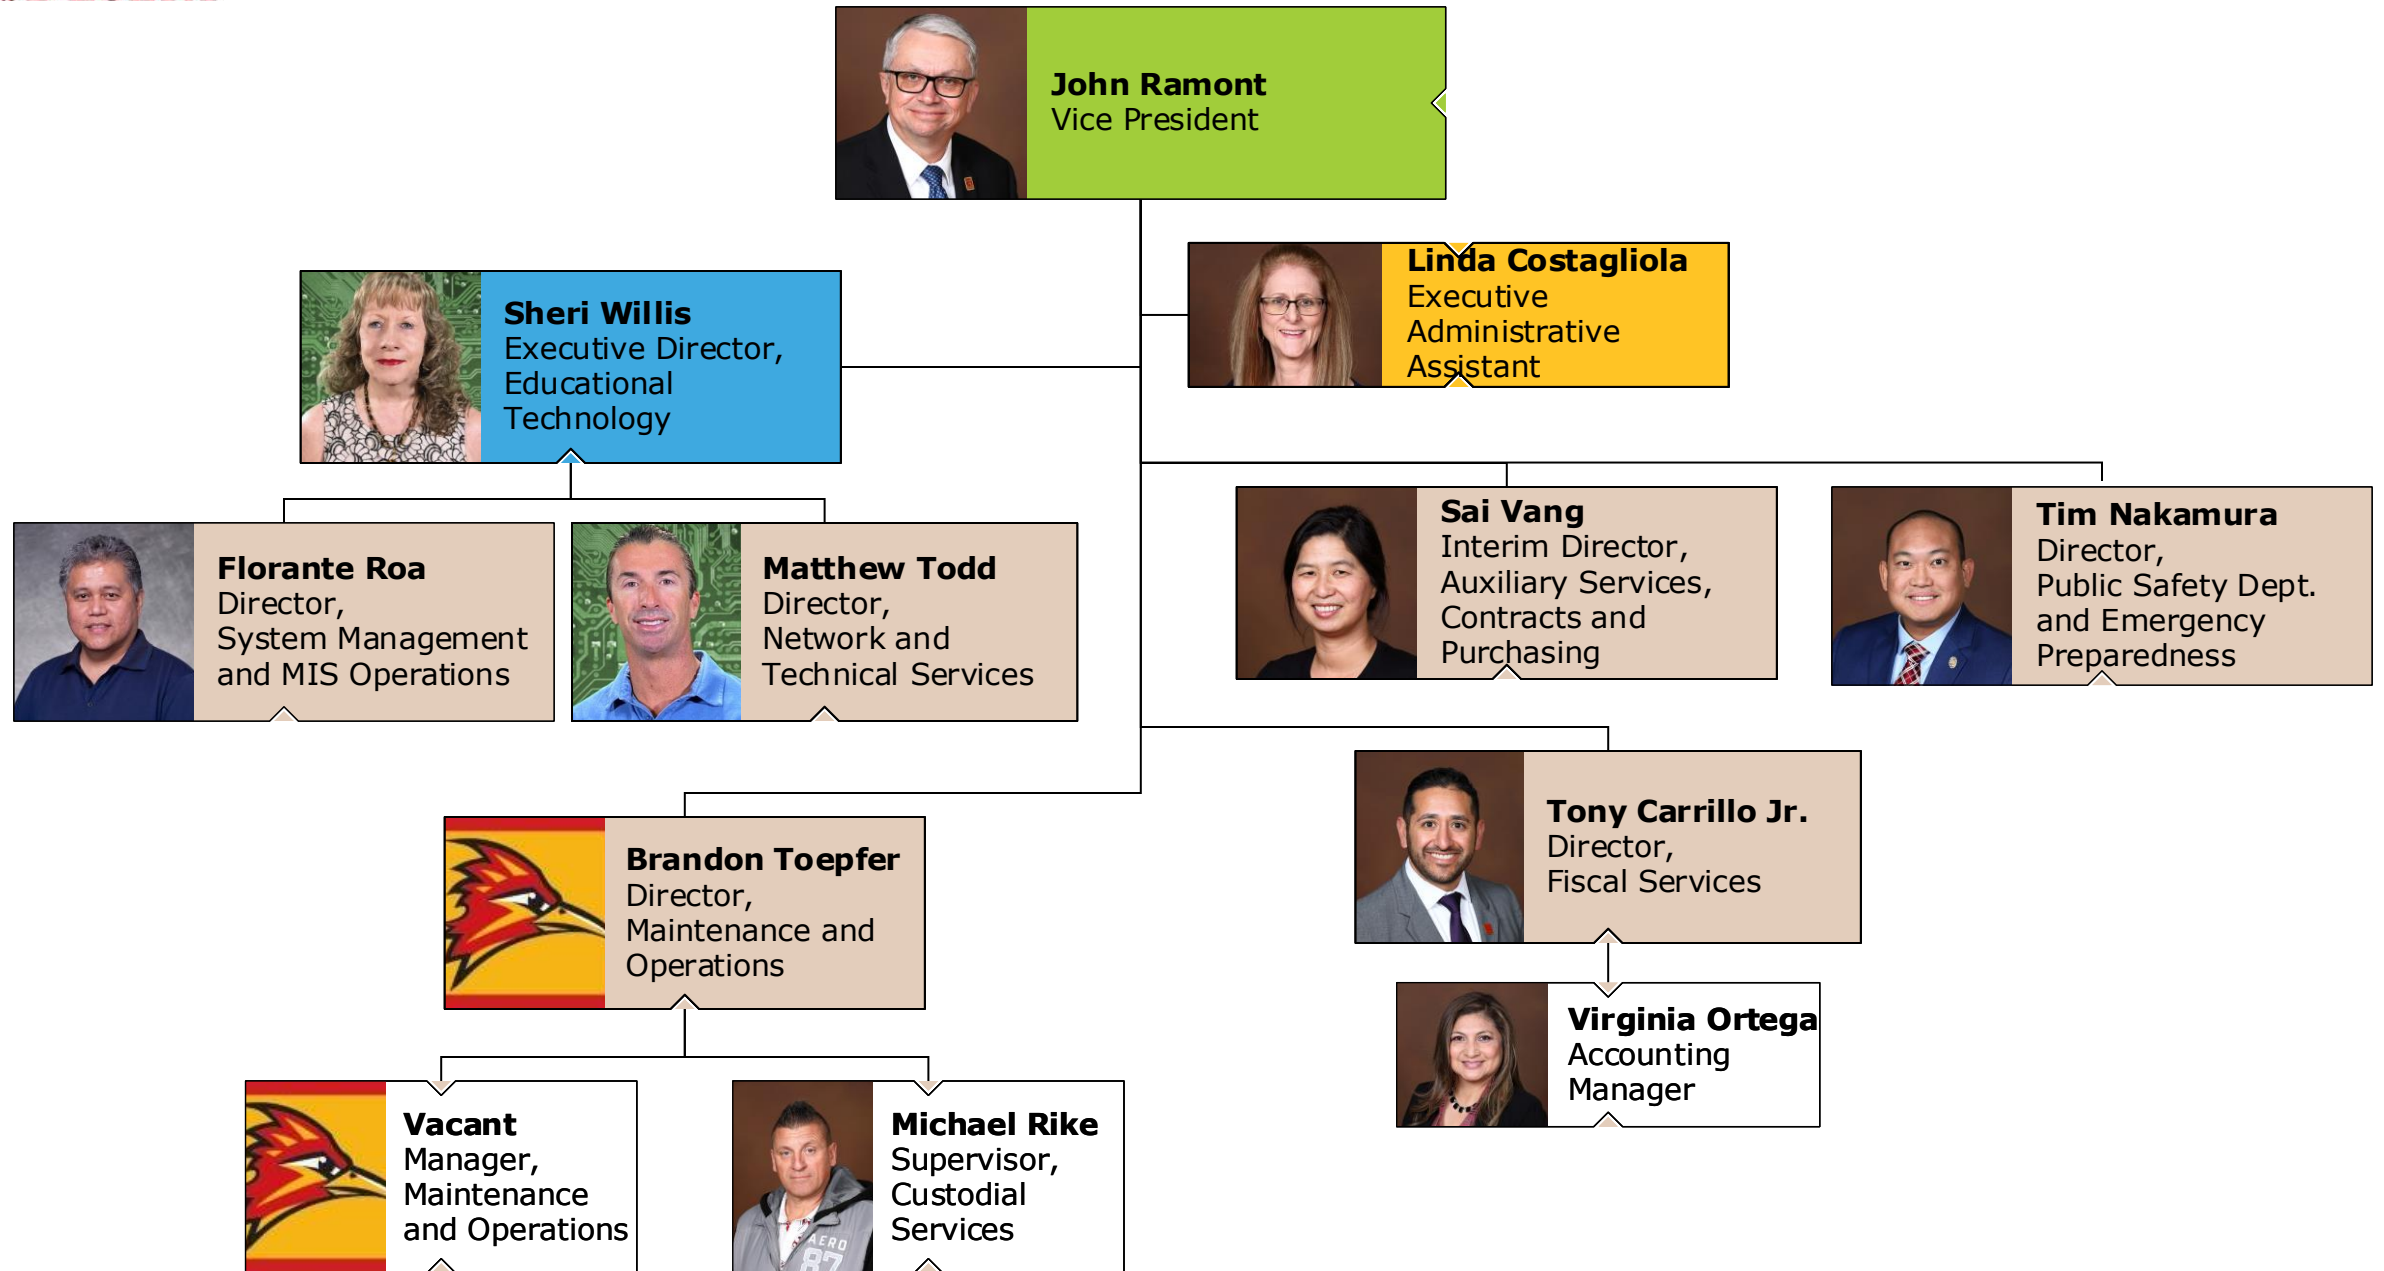 John Ramont
Vice President
Linda Costagliola
Executive
Administrative
Assistant
Sheri Willis
Executive Director,
Educational
Technology
Florante Roa
Director,
System Management
and MIS Operations
Matthew Todd
Director,
Network and
Technical Services
Sai Vang
Interim Director,
Auxiliary Services,
Contracts and
Purchasing
Tim Nakamura
Director,
Public Safety Dept.
and Emergency
Preparedness
Brandon Toepfer
Director,
Maintenance and
Operations
Tony Carrillo Jr.
Director,
Fiscal Services
Virginia Ortega
Accounting
Manager
Vacant
Manager,
Maintenance
and Operations
Michael Rike
Supervisor,
Custodial
Services
AERO
87